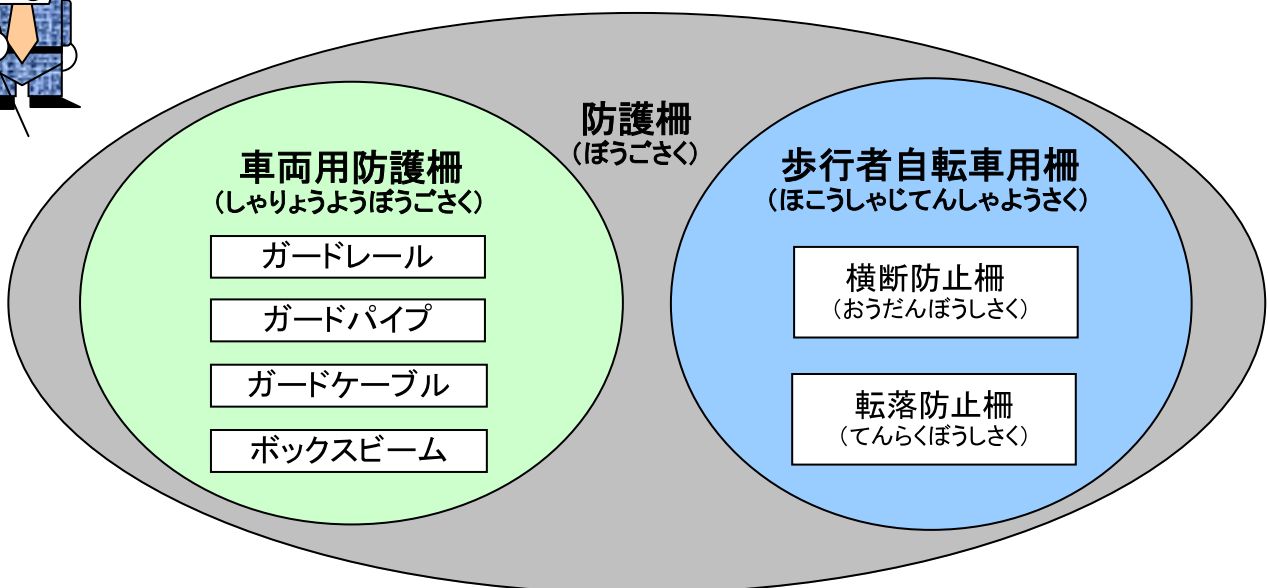 防護柵
（ぼうごさく）
車両用防護柵
（しゃりょうようぼうごさく）
ガードレール
ガードパイプ
ガードケーブル
ボックスビーム
歩行者自転車用柵
（ほこうしゃじてんしゃようさく）
横断防止柵
（おうだんぼうしさく）
転落防止柵
（てんらくぼうしさく）